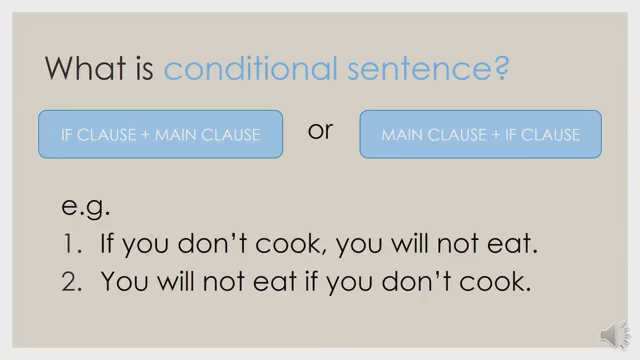 What is conditional sentence?
IF CLAUSE + MAIN CLAUSE or MAIN CLAUSE + IF CLAUSE
e.g.
1. If you don't cook, you will not eat.
2. You will not eat if you don't cook.